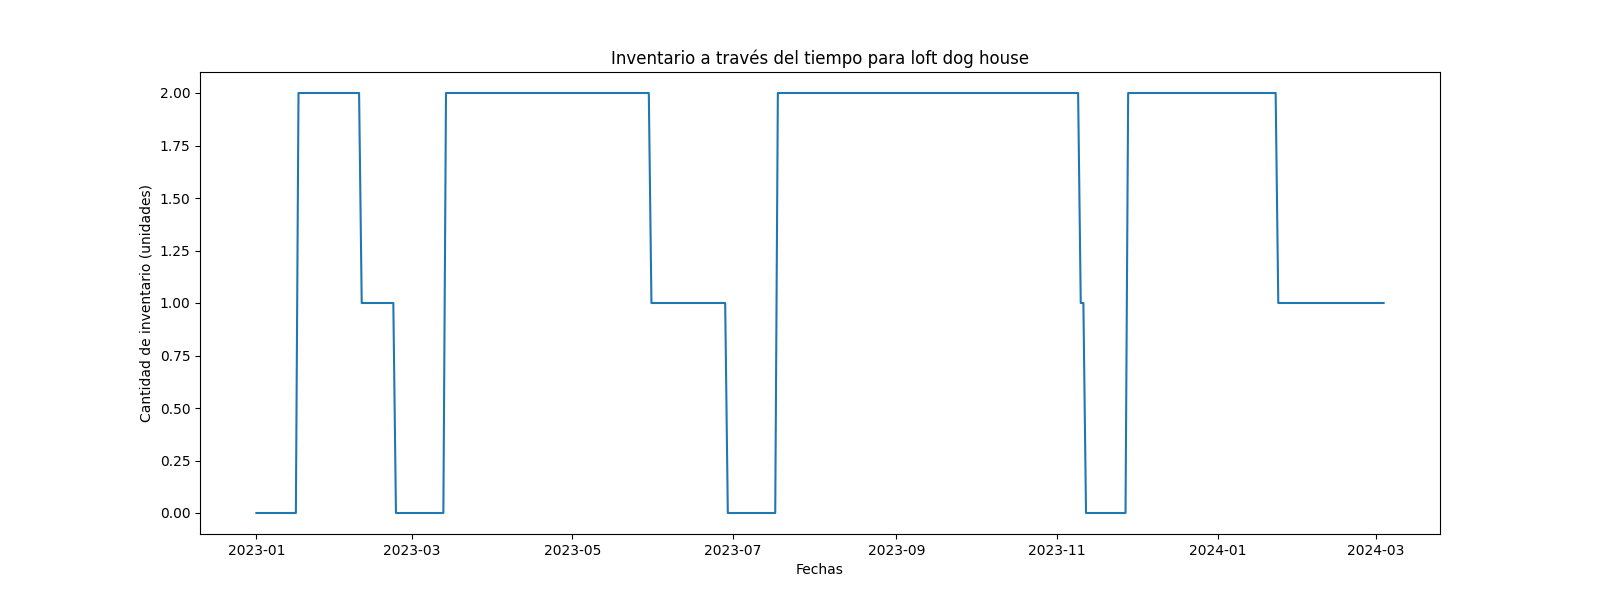 Inventario a través del tiempo para loft dog house
Cantidad de inventario (unidades)
2.00
1.75
1.50
1.25
1.00
0.75
0.50
0.25
0.00
2023-01 2023-03 2023-05 2023-07 2023-09 2023-11 2024-01 2024-03
Fechas